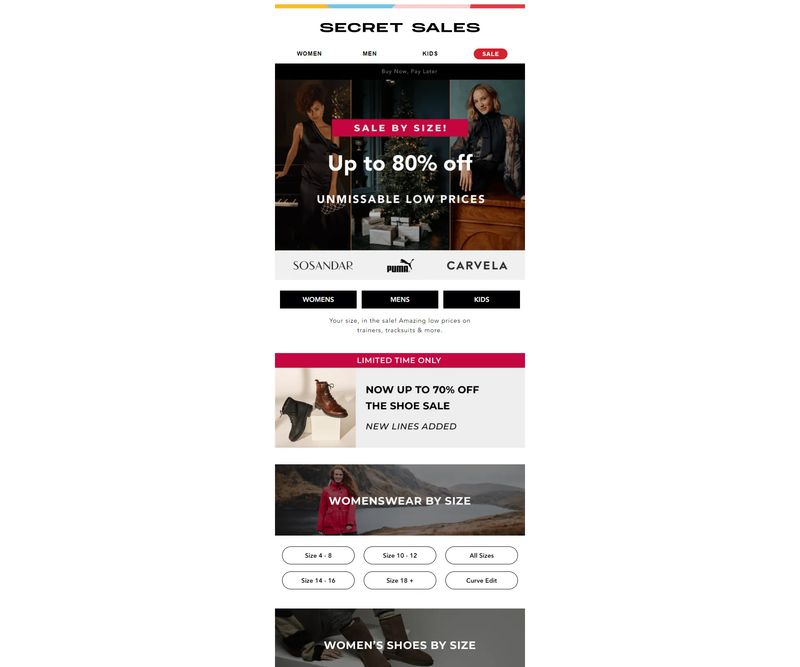 SECRET SALES
WOMEN MEN KIDS SALE
Buy Now, Pay Later
SALE BY SIZE!
Up to 80% off
UNMISSABLE LOW PRICES
SOSANDAR PUMA CARVELA
WOMENS MENS KIDS
Your size, in the sale! Amazing low prices on
trainers, tracksuits & more.
LIMITED TIME ONLY
NOW UP TO 70% OFF
THE SHOE SALE
NEW LINES ADDED
WOMENSWEAR BY SIZE
Size 4 - 8 Size 10 - 12 All Sizes
Size 14 - 16 Size 18 + Curve Edit
WOMEN'S SHOES BY SIZE